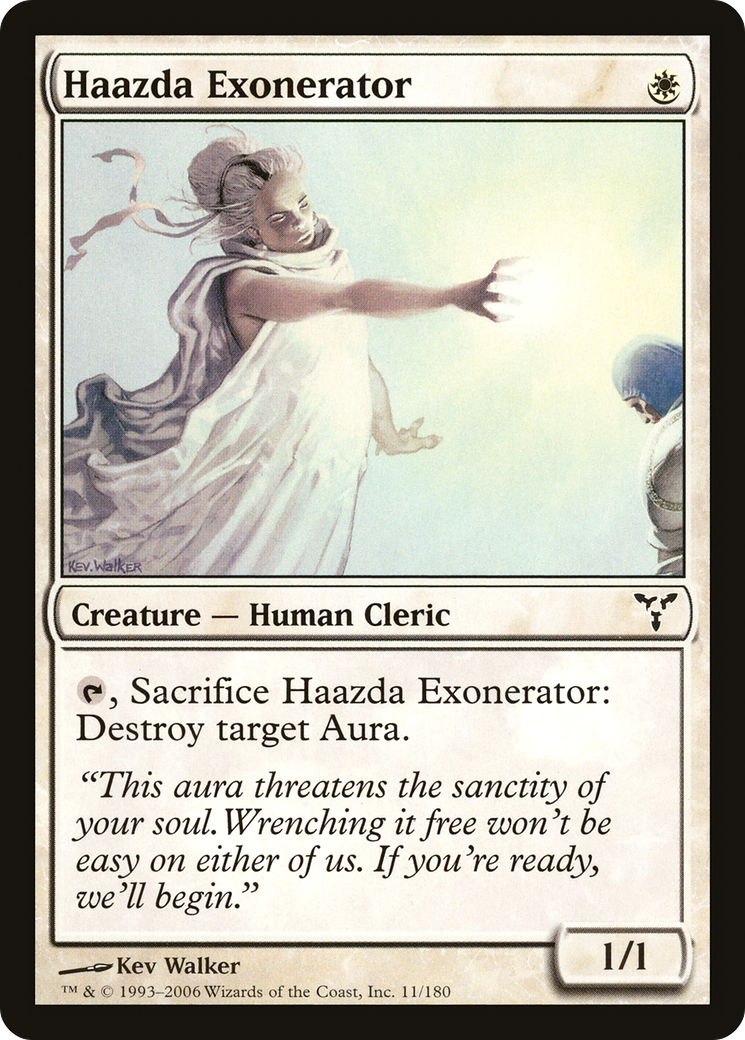 Haazda Exonerator
KEV.WALKER
Creature — Human Cleric
, Sacrifice Haazda Exonerator:
Destroy target Aura.
“This aura threatens the sanctity of
your soul. Wrenching it free won’t be
easy on either of us. If you’re ready,
we’ll begin.”
1/1
Kev Walker
™ & © 1993–2006 Wizards of the Coast, Inc. 11/180